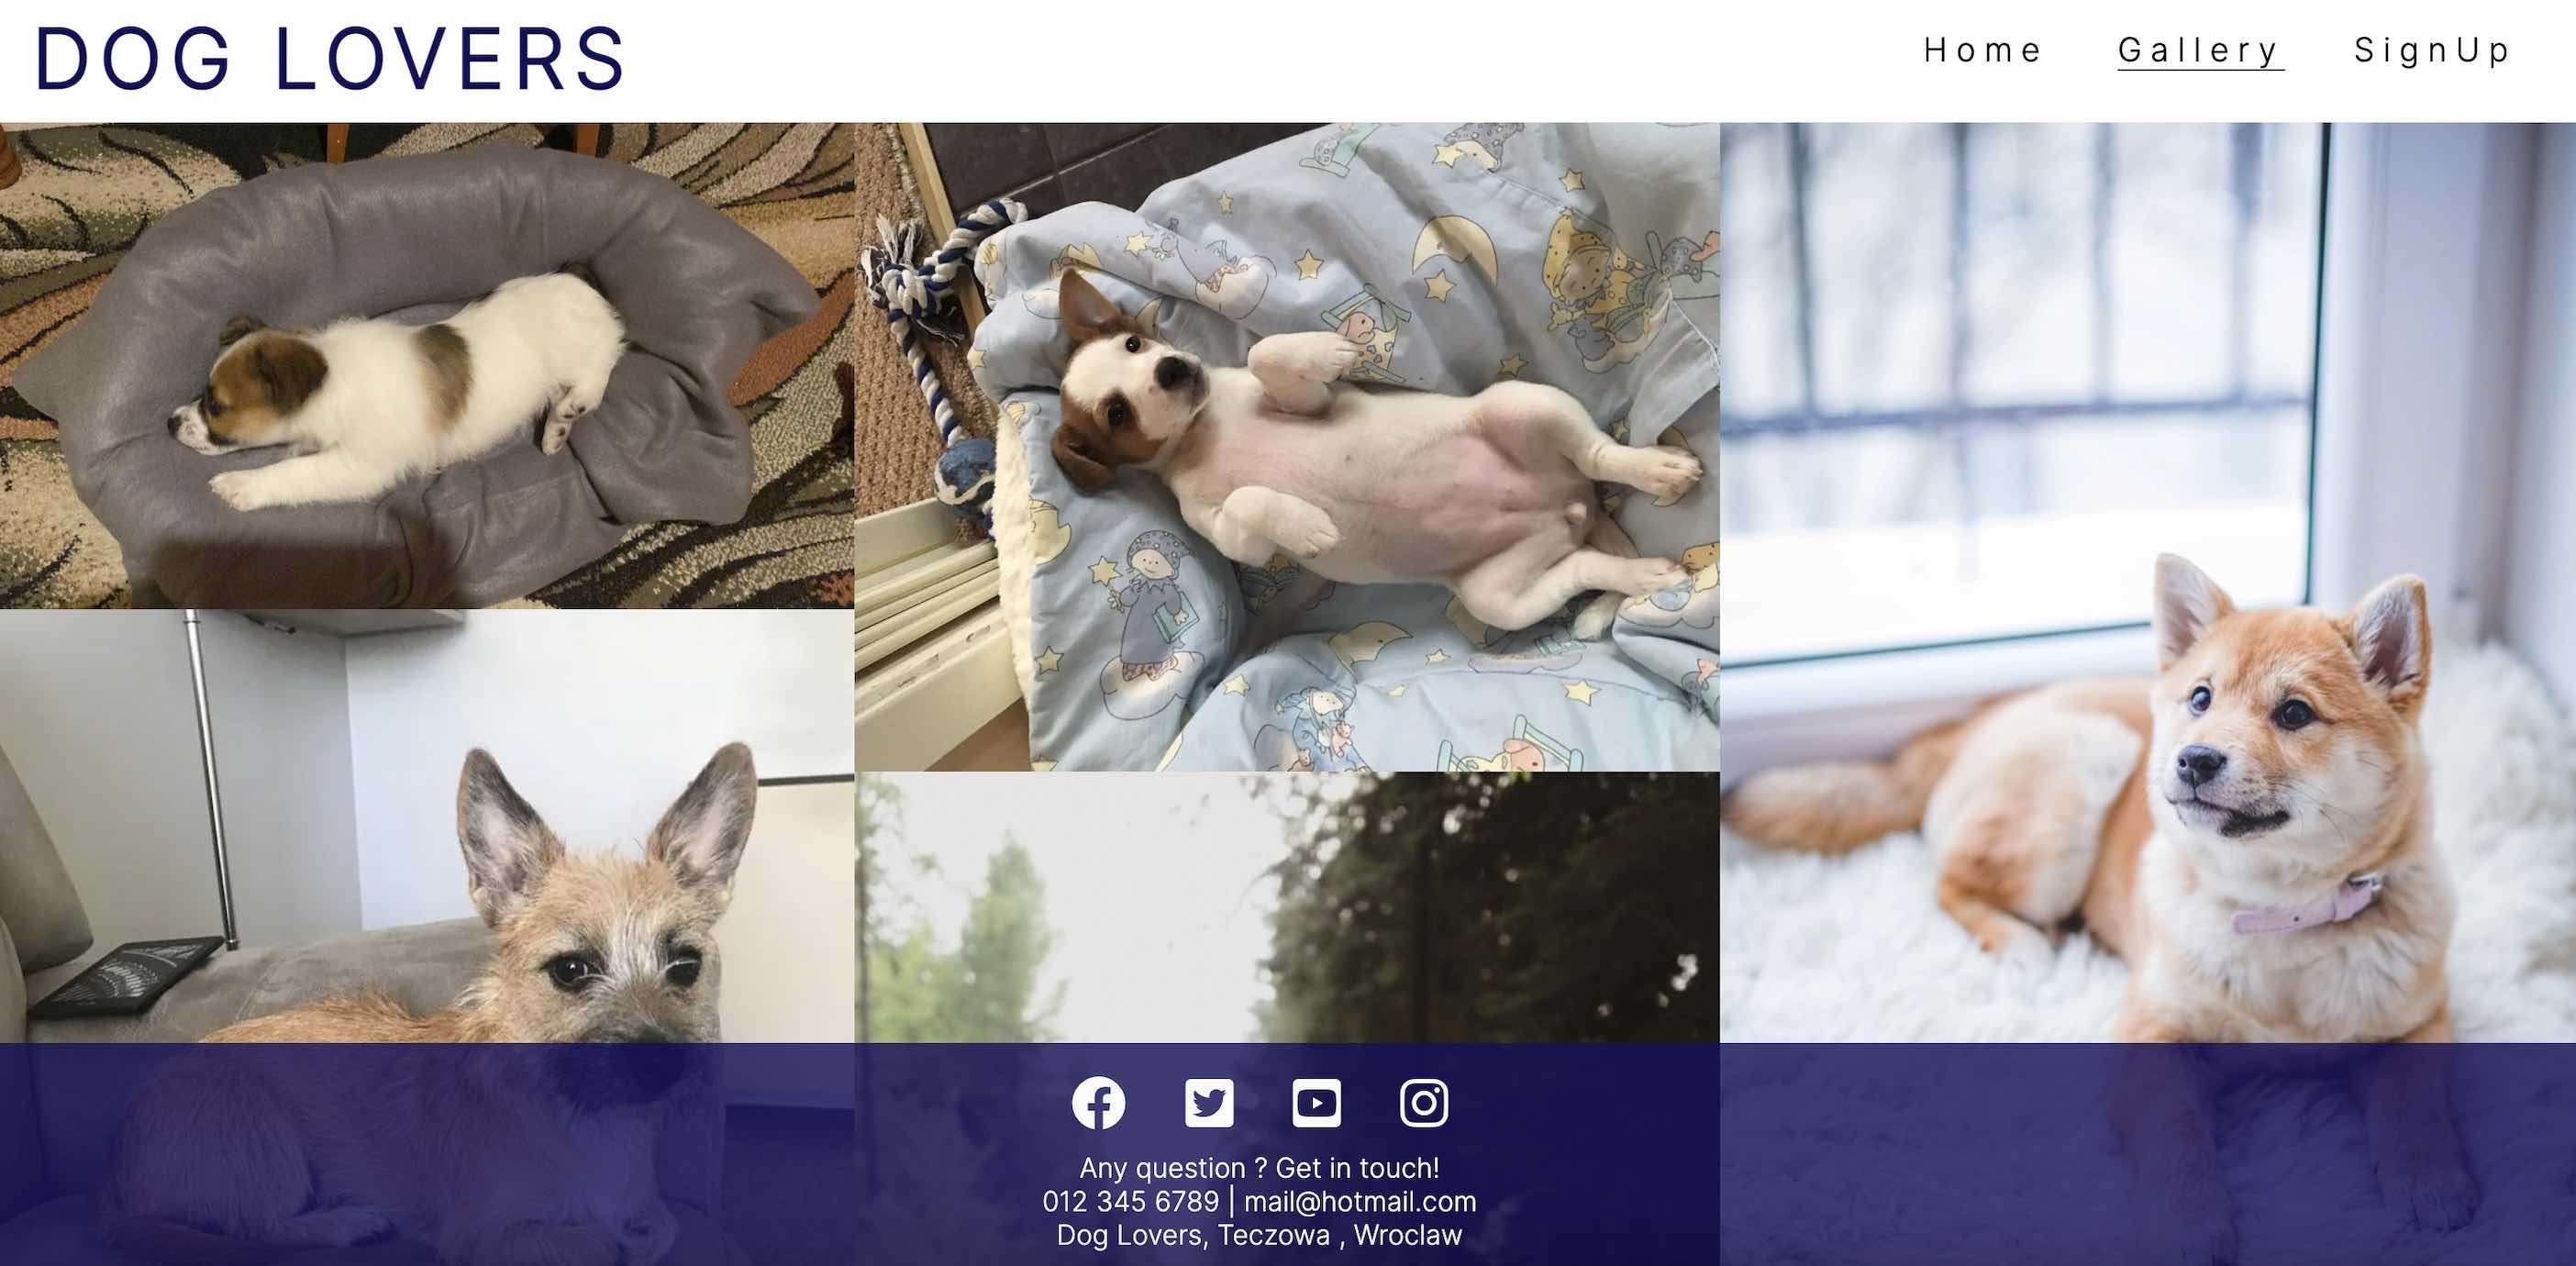 DOG LOVERS
Home Gallery SignUp
Any question ? Get in touch!
012 345 6789 | mail@hotmail.com
Dog Lovers, Teczowa , Wroclaw